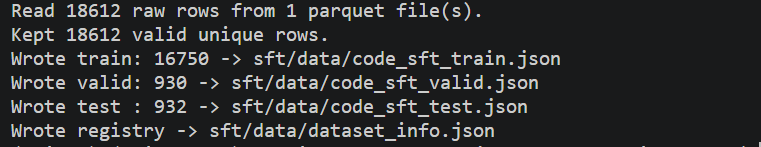 Read 18612 raw rows from 1 parquet file(s).
Kept 18612 valid unique rows.
Wrote train: 16750 -> sft/data/code_sft_train.json
Wrote valid: 930 -> sft/data/code_sft_valid.json
Wrote test : 932 -> sft/data/code_sft_test.json
Wrote registry -> sft/data/dataset_info.json